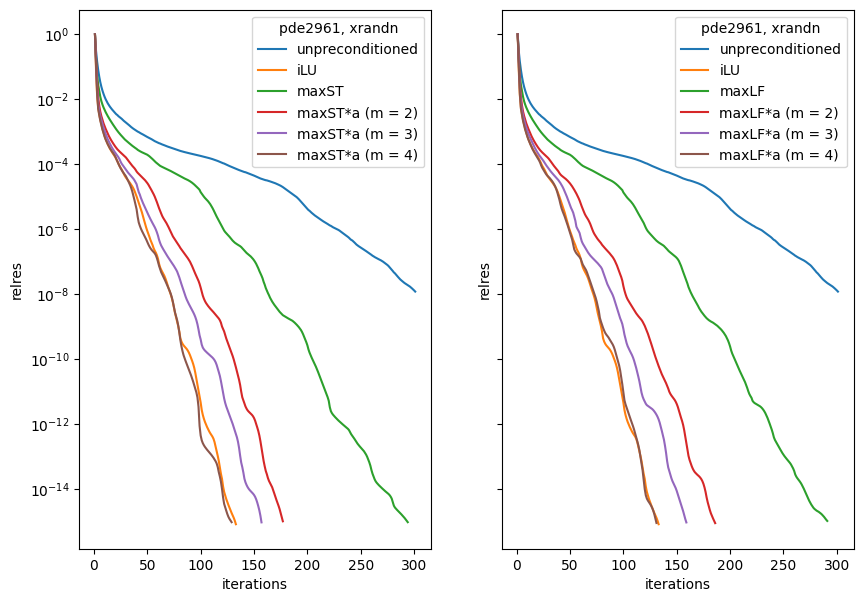 pde2961, xrandn
unpreconditioned
iLU
maxST
maxST*a (m = 2)
maxST*a (m = 3)
maxST*a (m = 4)
10⁰
10⁻²
10⁻⁴
10⁻⁶
10⁻⁸
10⁻¹⁰
10⁻¹²
10⁻¹⁴
relres
0 50 100 150 200 250 300
iterations
pde2961, xrandn
unpreconditioned
iLU
maxLF
maxLF*a (m = 2)
maxLF*a (m = 3)
maxLF*a (m = 4)
relres
0 50 100 150 200 250 300
iterations